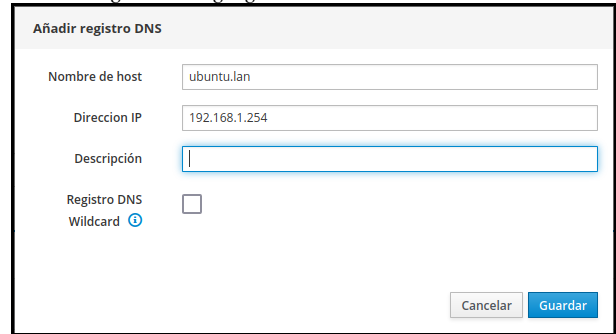 Añadir registro DNS
Nombre de host
ubuntu.lan
Direccion IP
192.168.1.254
Descripción
Registro DNS
Wildcard
Cancelar
Guardar